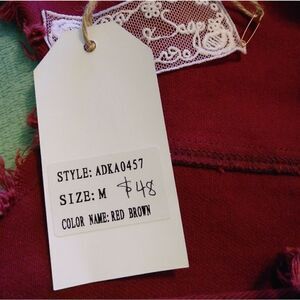 STYLE: ADKA0457
SIZE: M $48
COLOR NAME: RED BROWN